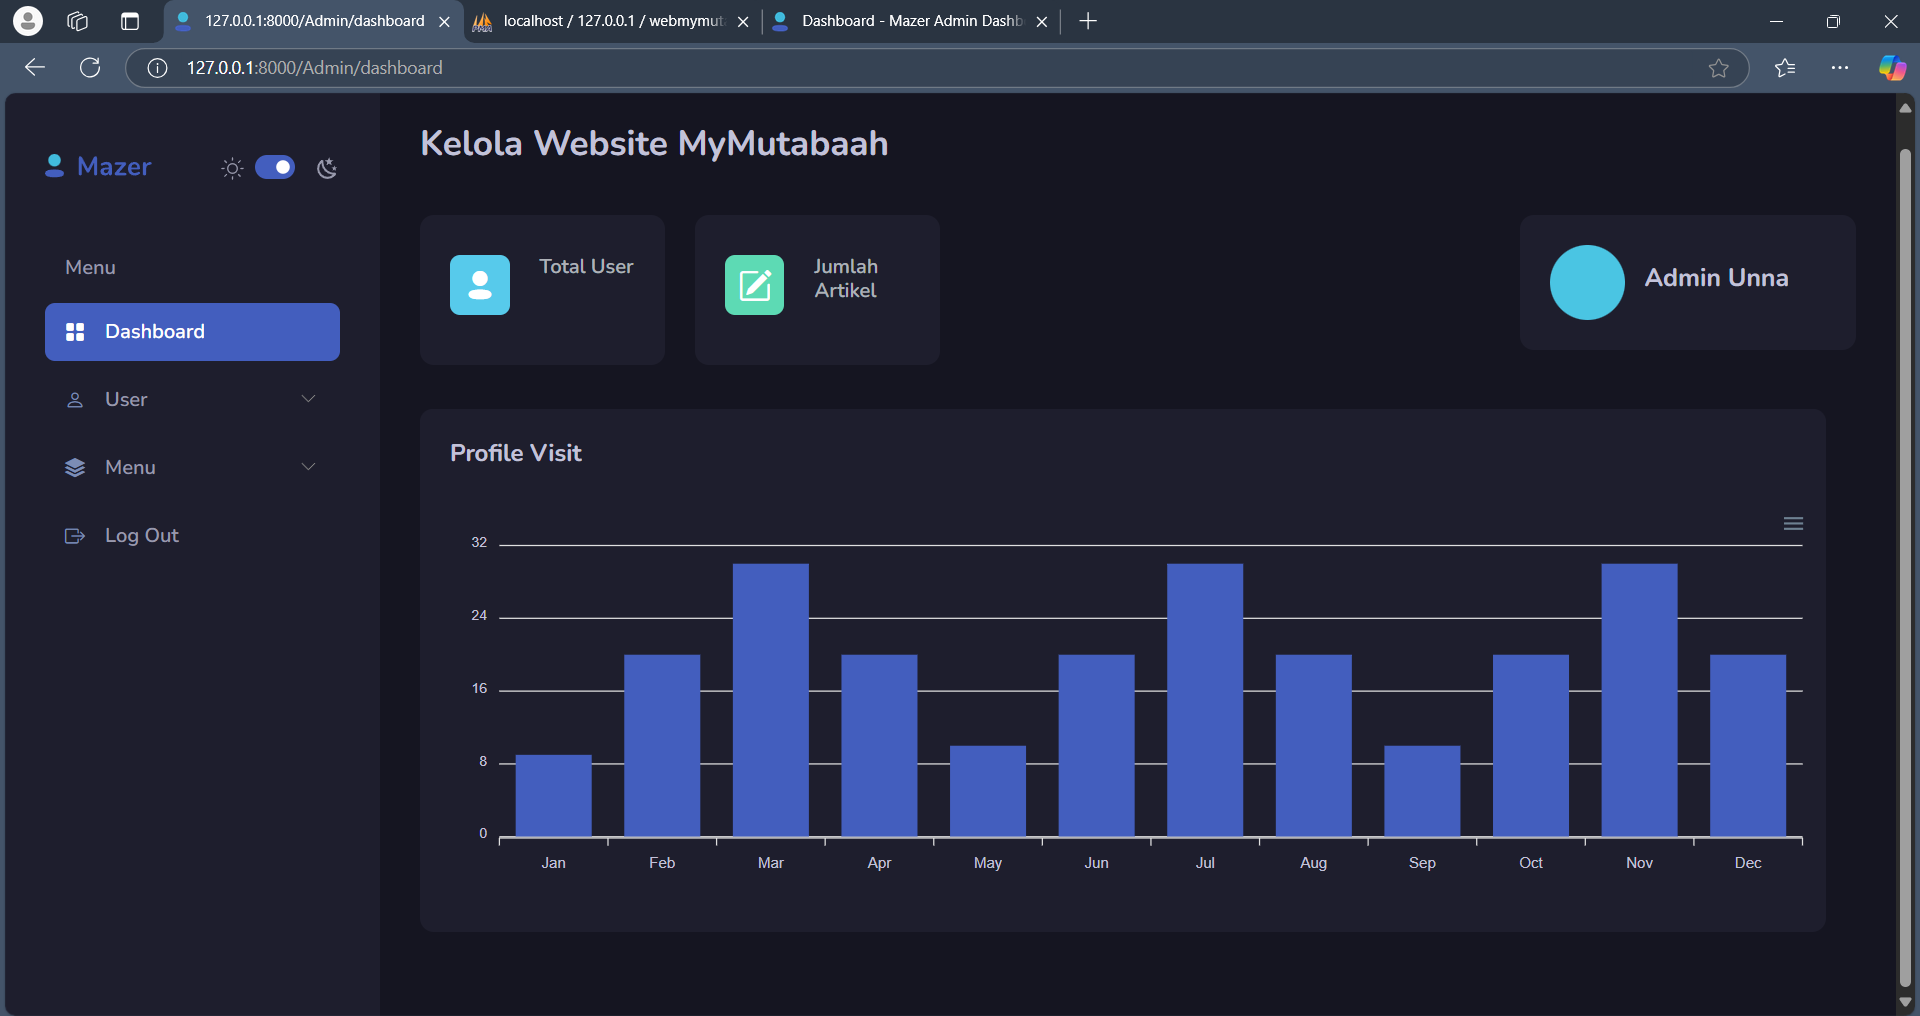 127.0.0.1:8000/Admin/dashboard
localhost / 127.0.0.1 / webmymut
Dashboard - Mazer Admin Dashb
127.0.0.1:8000/Admin/dashboard
Mazer
Menu
Dashboard
User
Menu
Log Out
Kelola Website MyMutabaah
Total User
Jumlah
Artikel
Admin Unna
Profile Visit
32
24
16
8
0
Jan Feb Mar Apr May Jun Jul Aug Sep Oct Nov Dec